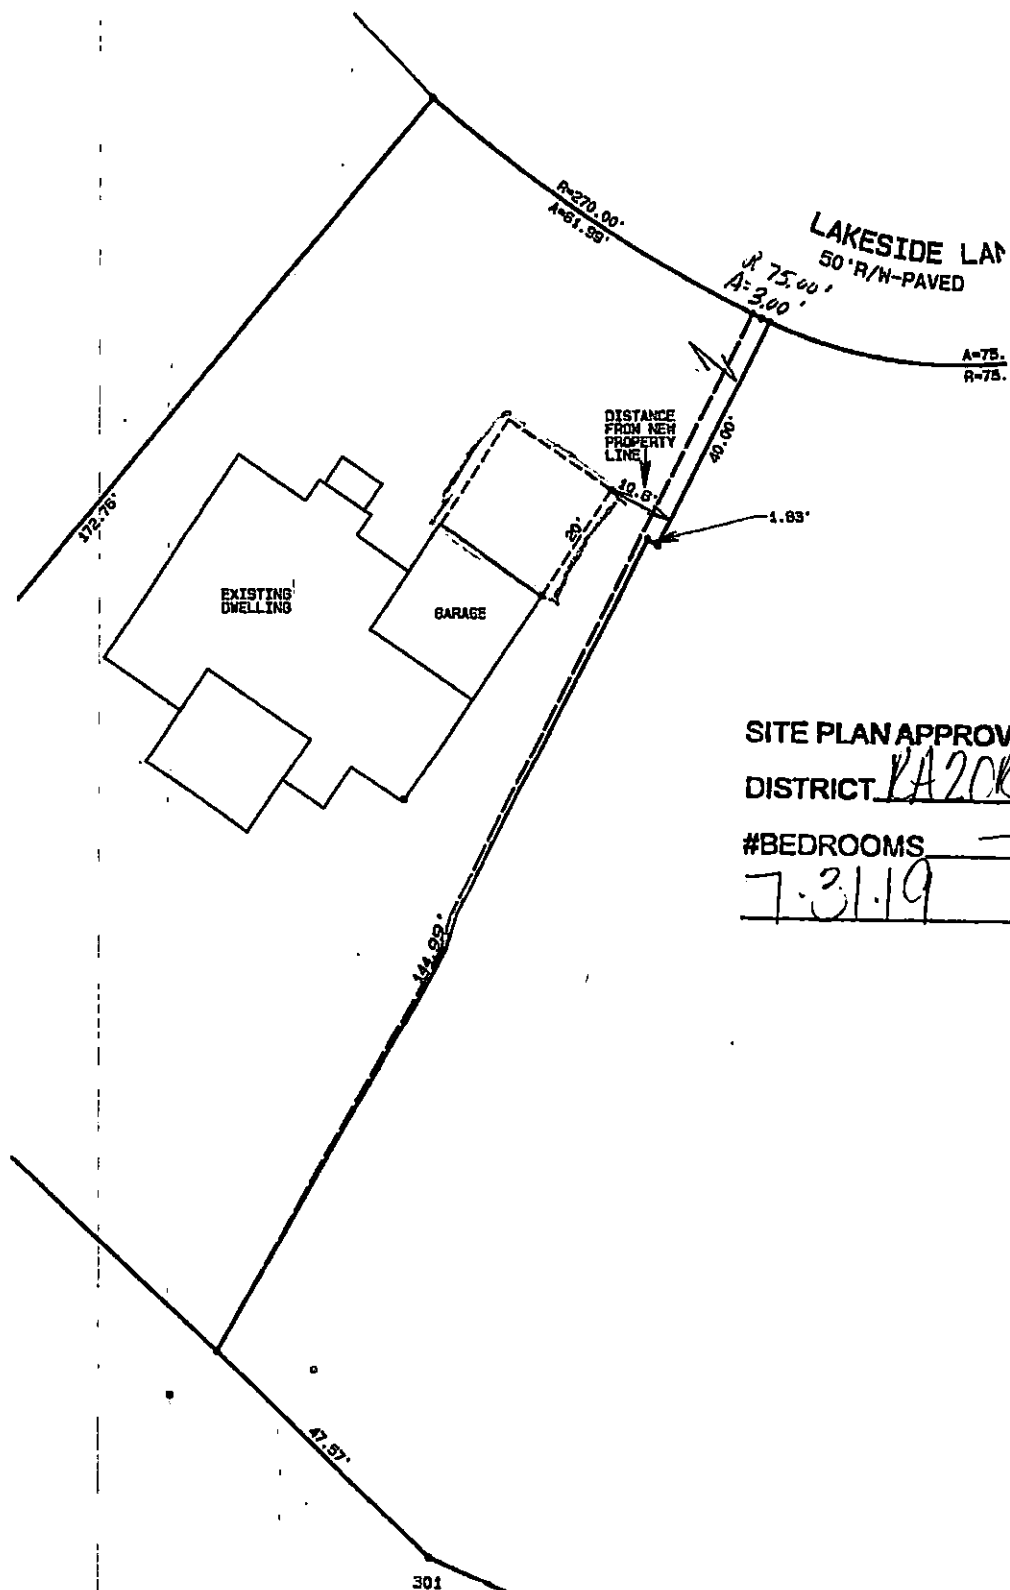 R=270.00'
A=61.99'
LAKESIDE LAN
50'R/W-PAVED
R 75.00'
A=3.00'
A=75.
R=75.
DISTANCE
FROM NEW
PROPERTY
LINE
40.00'
10.8'
1.83'
172.76'
20'
EXISTING
DWELLING
GARAGE
SITE PLAN APPROV
DISTRICT RA20R
#BEDROOMS
7.31.19
144.99'
47.57'
301